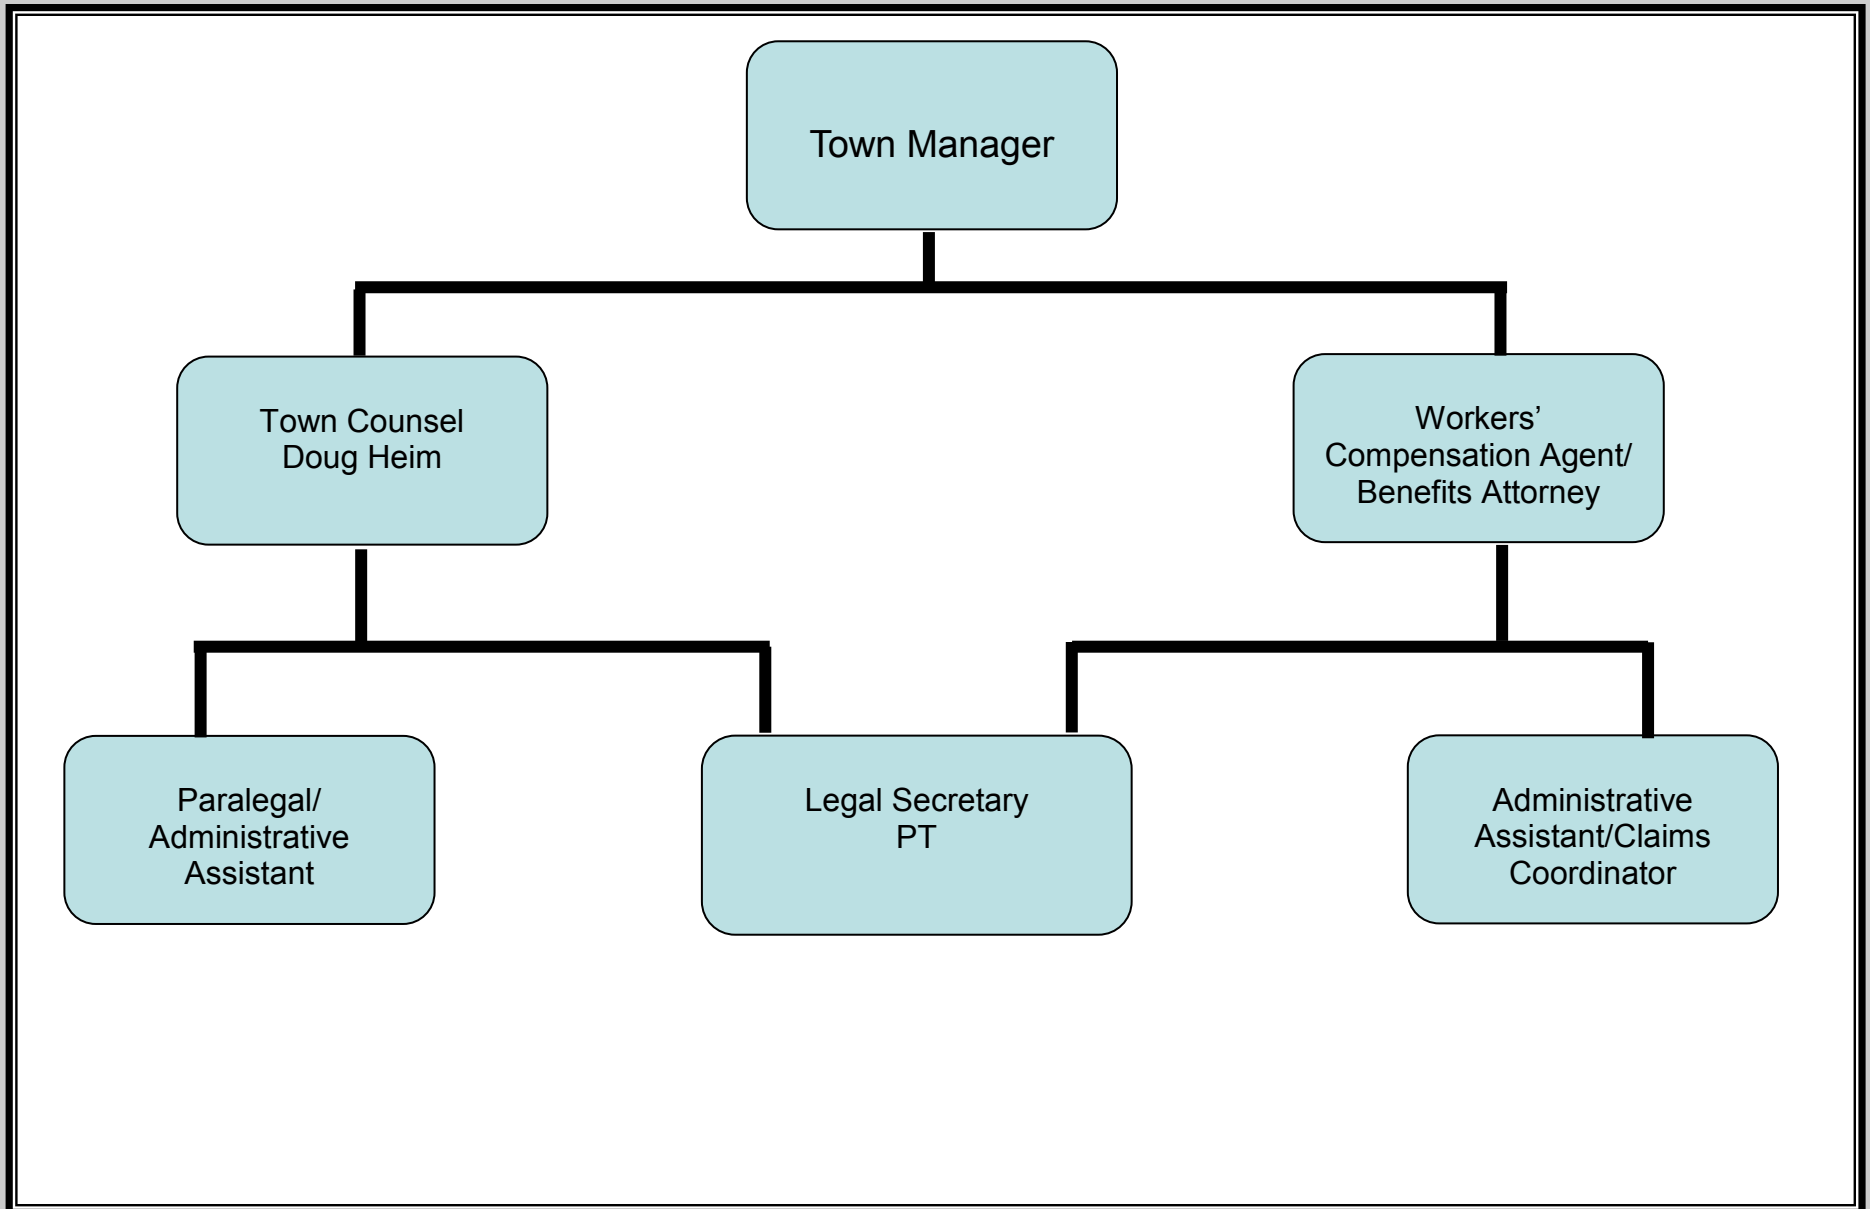 Town Manager
Town Counsel
Doug Heim
Workers’
Compensation Agent/
Benefits Attorney
Paralegal/
Administrative
Assistant
Legal Secretary
PT
Administrative
Assistant/Claims
Coordinator